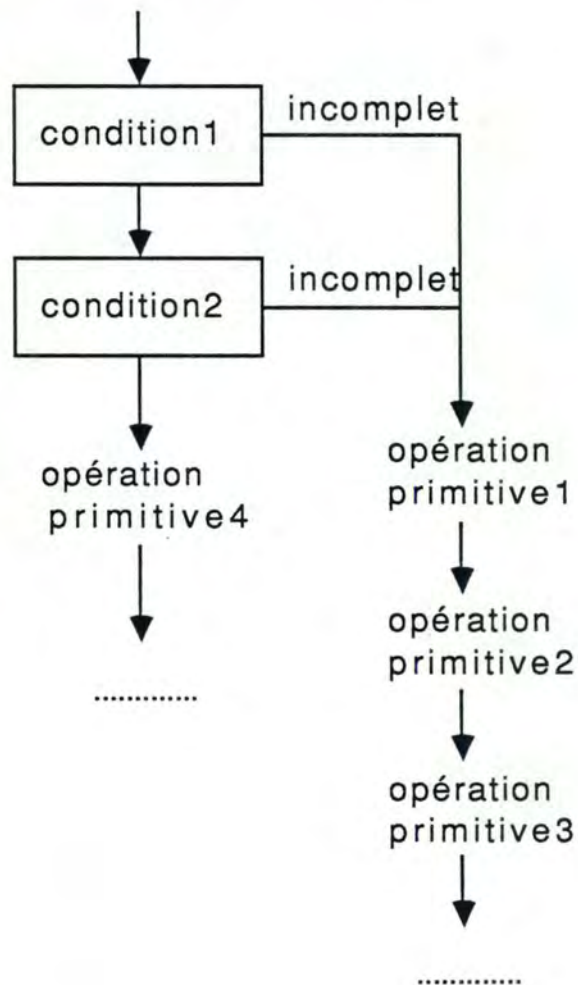 condition1
incomplet
condition2
incomplet
opération
primitive4
.............
opération
primitive1
opération
primitive2
opération
primitive3
.............